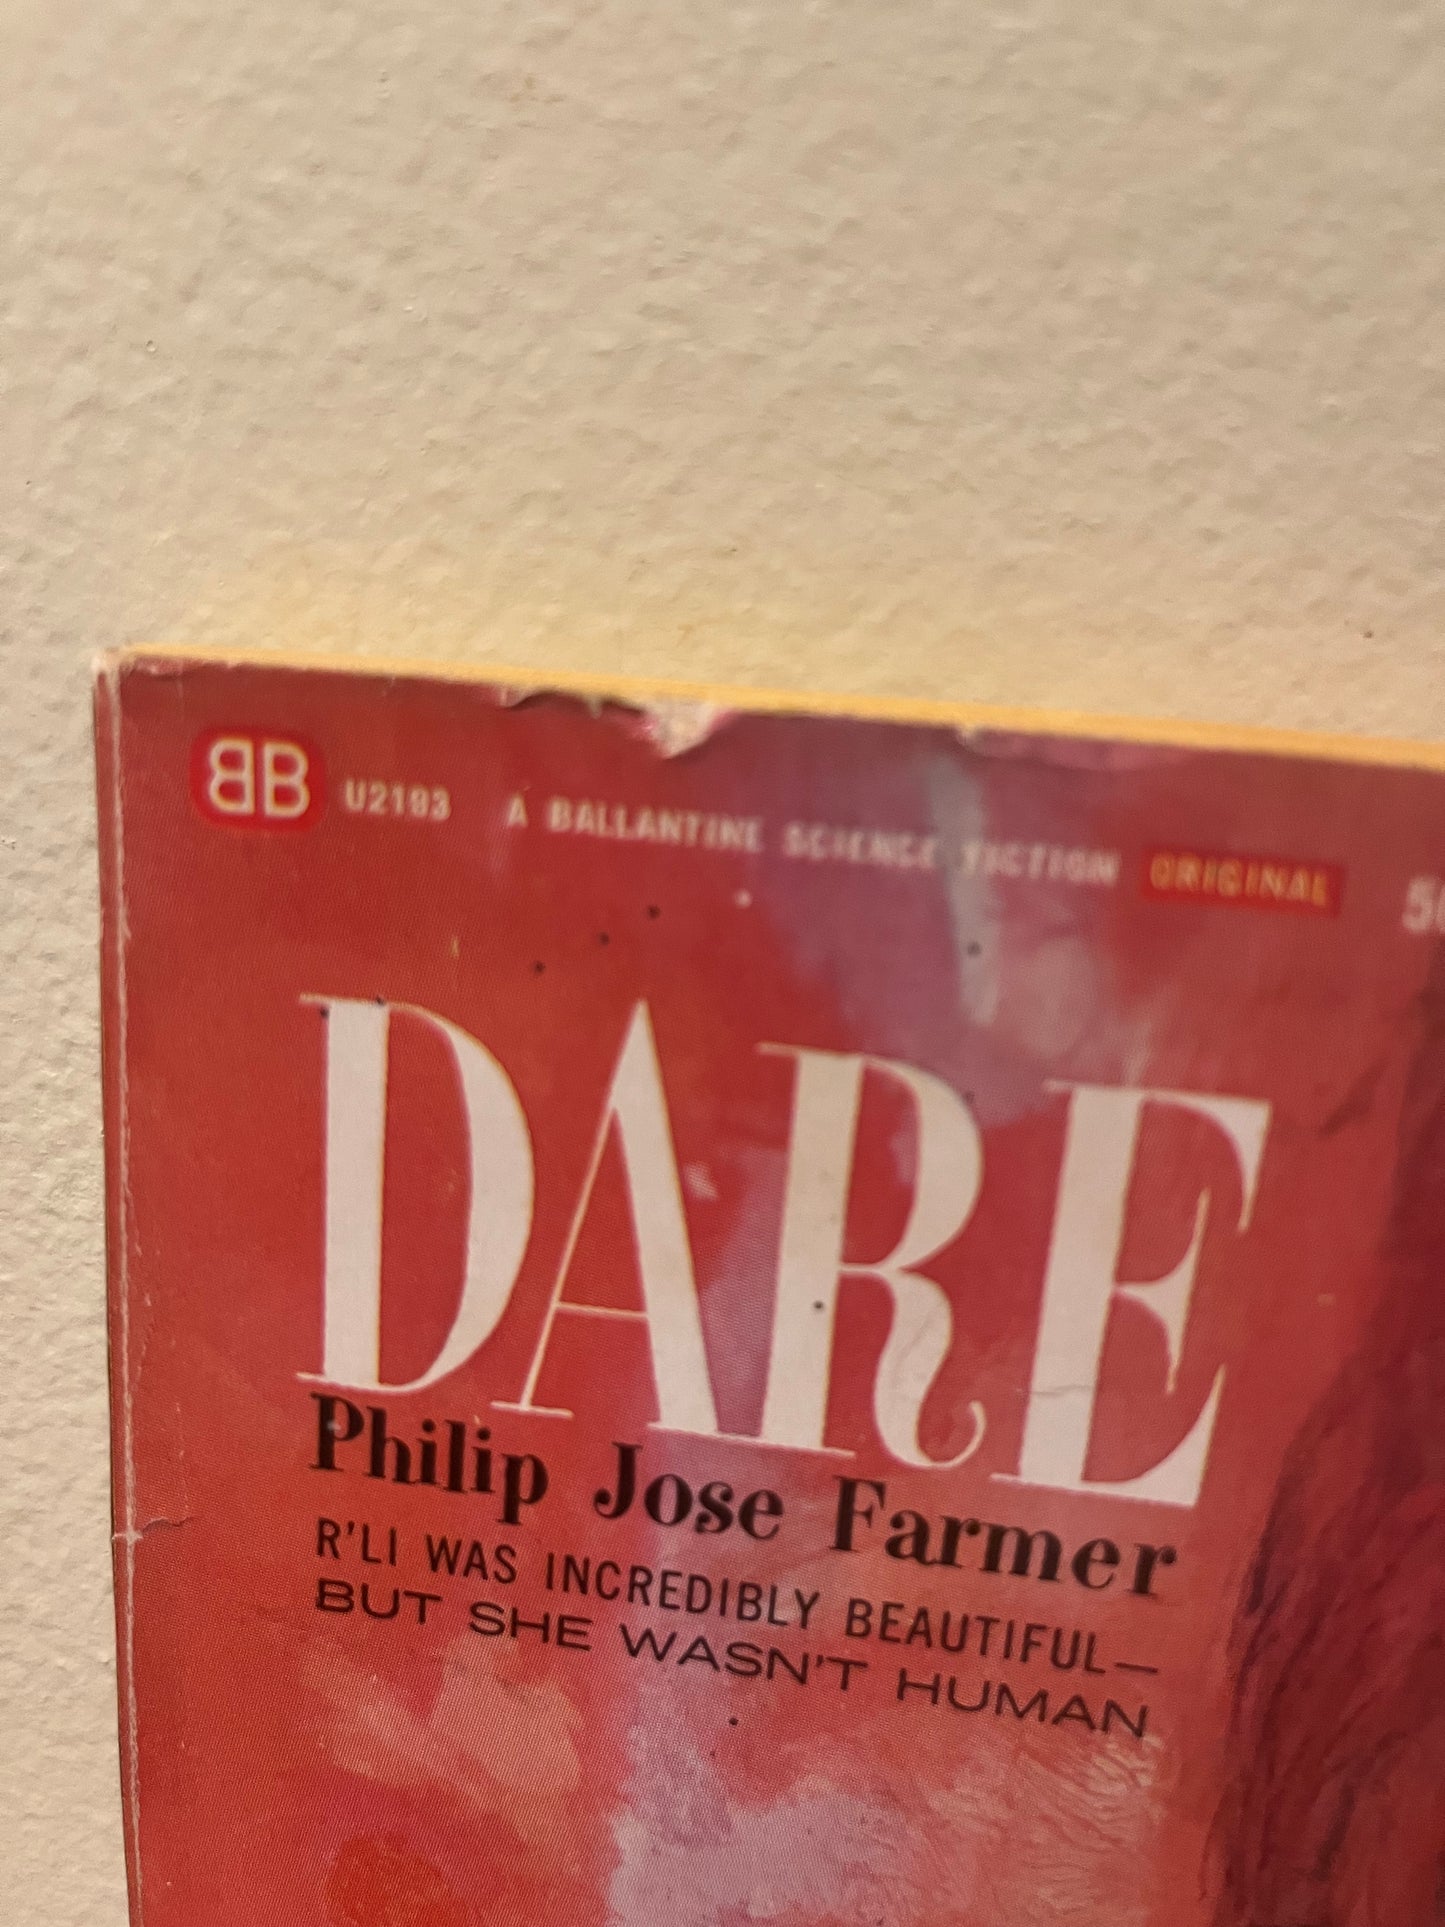 BB U2193 A BALLANTINE SCIENCE FICTION ORIGINAL
DARE
Philip Jose Farmer
R'LI WAS INCREDIBLY BEAUTIFUL—
BUT SHE WASN'T HUMAN